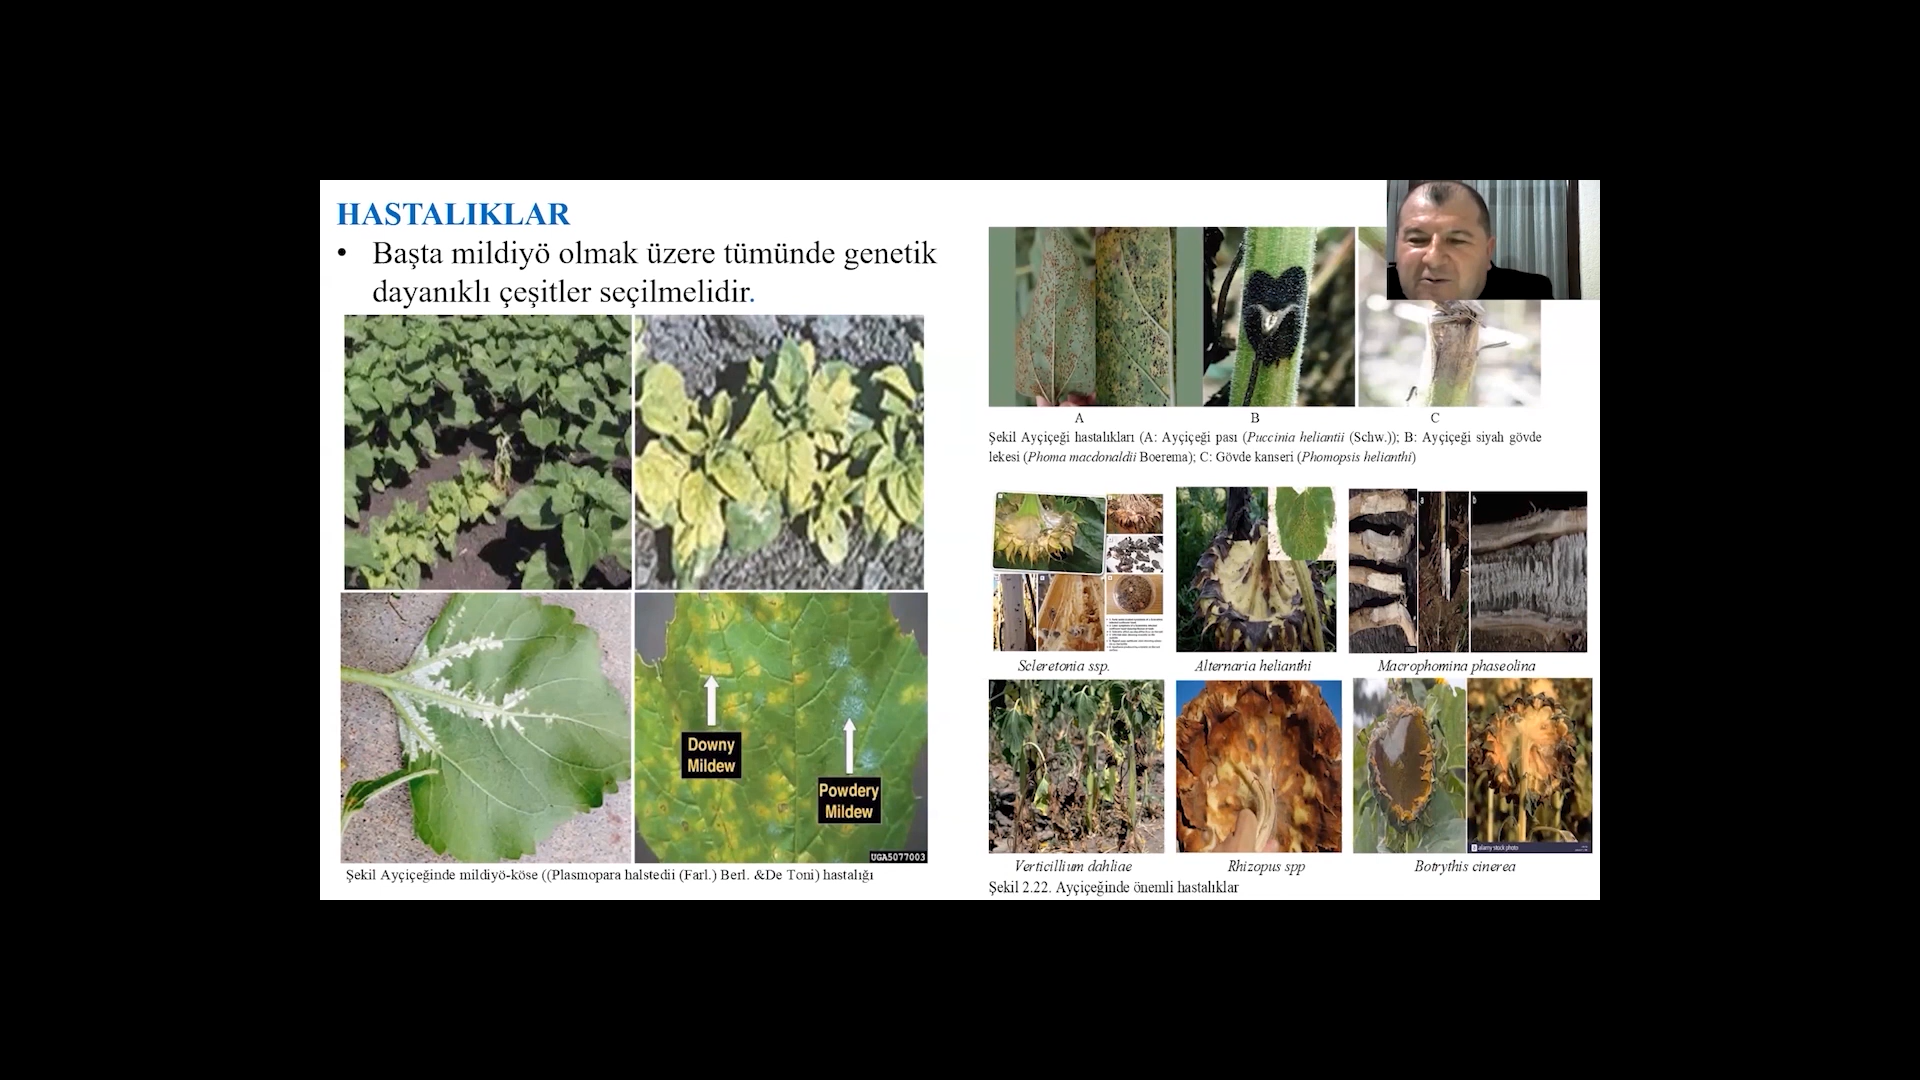 HASTALIKLAR
• Başta mildiyö olmak üzere tümünde genetik
dayanıklı çeşitler seçilmelidir.
Downy
Mildew
Powdery
Mildew
UGA5077003
Şekil Ayçiçeğinde mildiyö-köse ((Plasmopara halstedii (Farl.) Berl. &De Toni) hastalığı
A B C
Şekil Ayçiçeği hastalıkları (A: Ayçiçeği pası (Puccinia heliantii (Schw.)); B: Ayçiçeği siyah gövde
lekesi (Phoma macdonaldii Boerema); C: Gövde kanseri (Phomopsis helianthi)
a b
Scleretonia ssp. Alternaria helianthi Macrophomina phaseolina
alamy stock photo
Verticillium dahliae Rhizopus spp Botrythis cinerea
Şekil 2.22. Ayçiçeğinde önemli hastalıklar